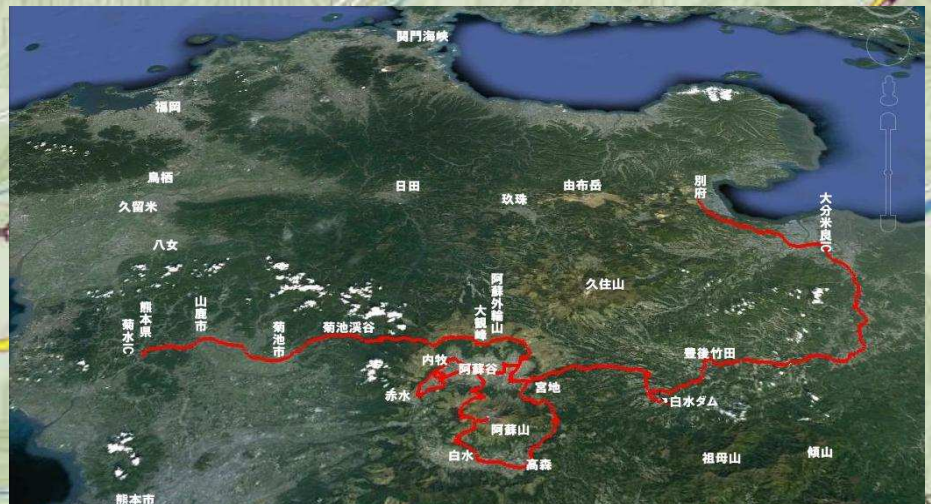 関門海峡
福岡
鳥栖
日田
由布岳
別府
玖珠
久留米
大分米良IC
八女
阿蘇外輪山
久住山
山鹿市
熊本県
菊水IC
菊池市
菊池渓谷
大観峰
豊後竹田
内牧
阿蘇谷
宮地
赤水
白水ダム
阿蘇山
白水
高森
祖母山
傾山
熊本市